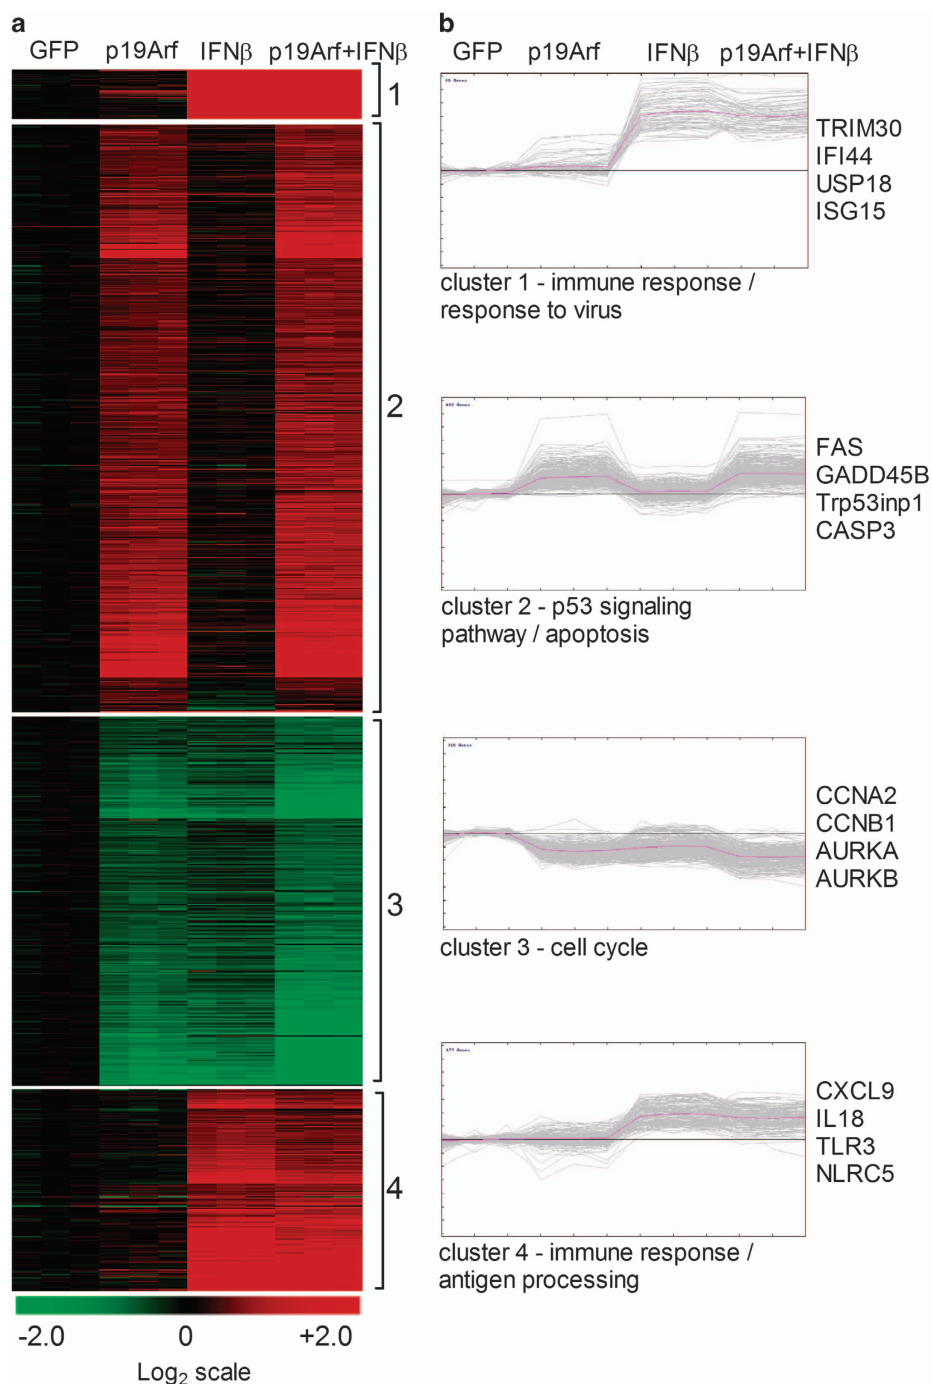 a
GFP p19Arf IFNβ p19Arf+IFNβ
1
2
3
4
-2.0 0 +2.0
Log2 scale
b
GFP p19Arf IFNβ p19Arf+IFNβ
TRIM30
IFI44
USP18
ISG15
cluster 1 - immune response /
response to virus
FAS
GADD45B
Trp53inp1
CASP3
cluster 2 - p53 signaling
pathway / apoptosis
CCNA2
CCNB1
AURKA
AURKB
cluster 3 - cell cycle
CXCL9
IL18
TLR3
NLRC5
cluster 4 - immune response /
antigen processing